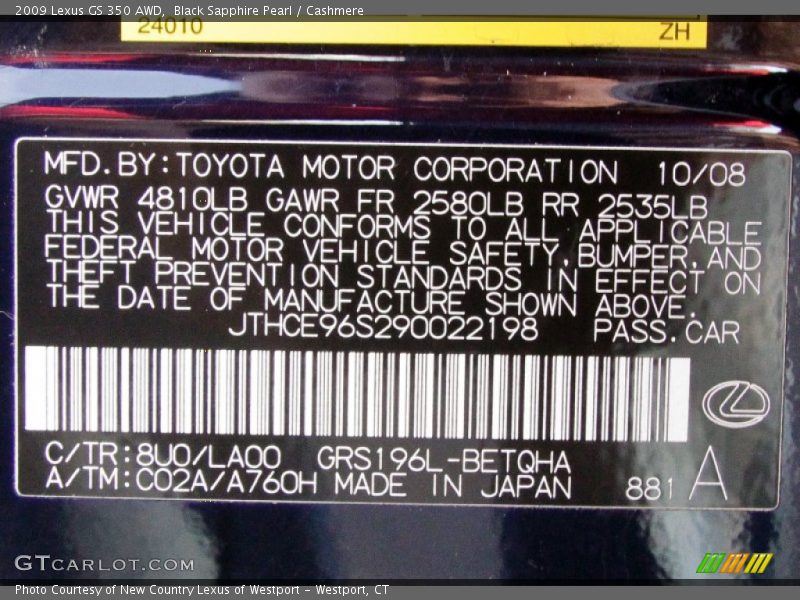 2009 Lexus GS 350 AWD, Black Sapphire Pearl / Cashmere
24010 ZH
MFD.BY:TOYOTA MOTOR CORPORATION 10/08
GVWR 4810LB GAWR FR 2580LB RR 2535LB
THIS VEHICLE CONFORMS TO ALL APPLICABLE
FEDERAL MOTOR VEHICLE SAFETY,BUMPER,AND
THEFT PREVENTION STANDARDS IN EFFECT ON
THE DATE OF MANUFACTURE SHOWN ABOVE.
JTHCE96S290022198 PASS.CAR
C/TR:8U0/LA00 GRS196L-BETQHA
A/TM:C02A/A760H MADE IN JAPAN 881 A
GTCARLOT.COM
Photo Courtesy of New Country Lexus of Westport - Westport, CT